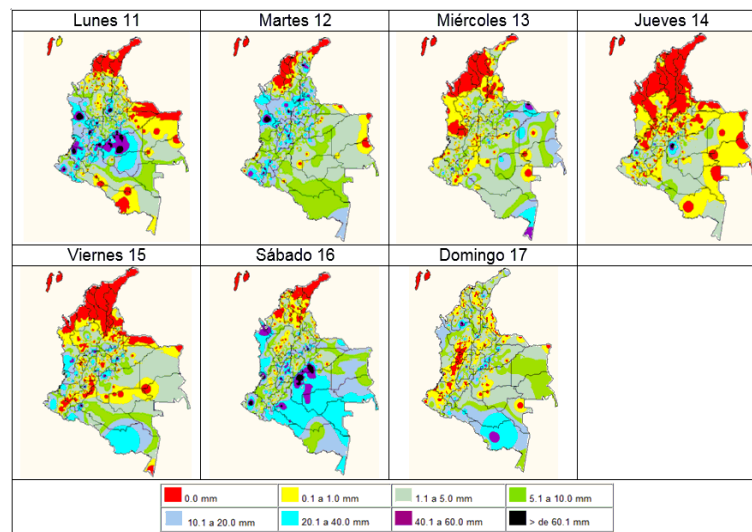 Lunes 11
Martes 12
Miércoles 13
Jueves 14
Viernes 15
Sábado 16
Domingo 17
0.0 mm
0.1 a 1.0 mm
1.1 a 5.0 mm
5.1 a 10.0 mm
10.1 a 20.0 mm
20.1 a 40.0 mm
40.1 a 60.0 mm
> de 60.1 mm